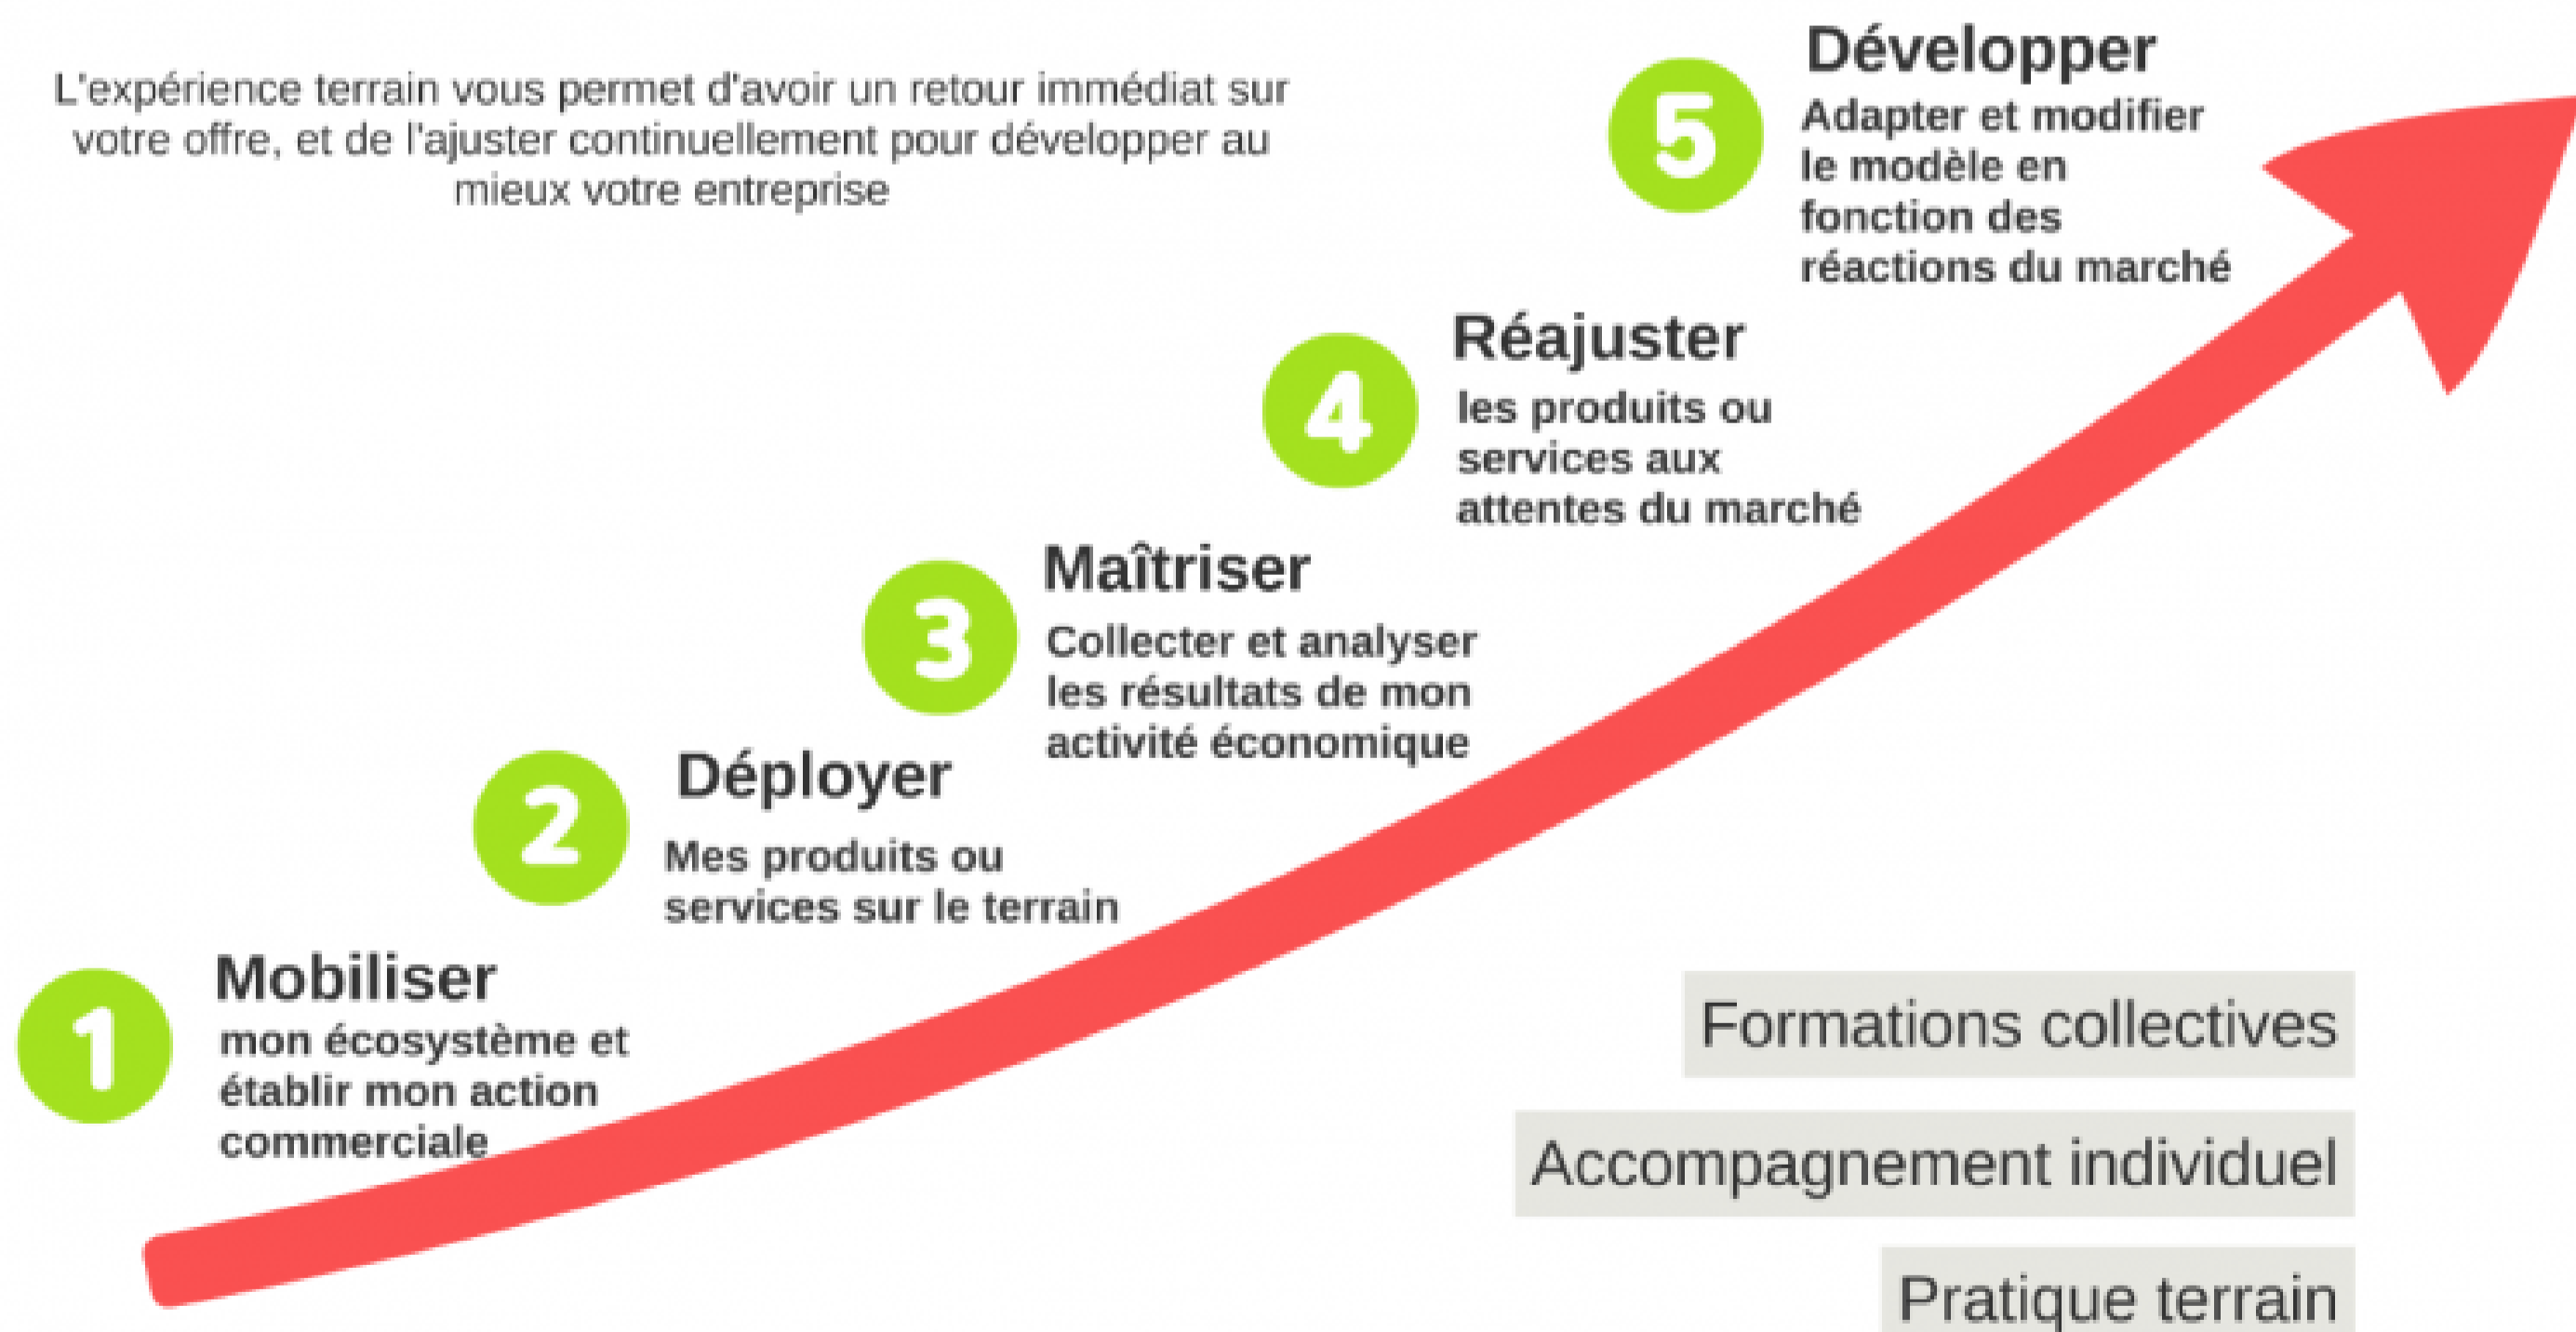 L'expérience terrain vous permet d'avoir un retour immédiat sur
votre offre, et de l'ajuster continuellement pour développer au
mieux votre entreprise
5
Développer
Adapter et modifier
le modèle en
fonction des
réactions du marché
4
Réajuster
les produits ou
services aux
attentes du marché
3
Maîtriser
Collecter et analyser
les résultats de mon
activité économique
2
Déployer
Mes produits ou
services sur le terrain
1
Mobiliser
mon écosystème et
établir mon action
commerciale
Formations collectives
Accompagnement individuel
Pratique terrain